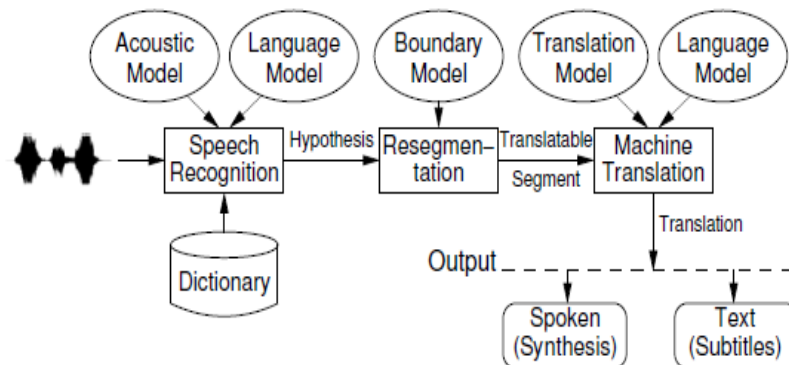 Acoustic
Model
Language
Model
Boundary
Model
Translation
Model
Language
Model
Speech
Recognition
Hypothesis
Resegmen-
tation
Translatable
Segment
Machine
Translation
Translation
Dictionary
Output
Spoken
(Synthesis)
Text
(Subtitles)